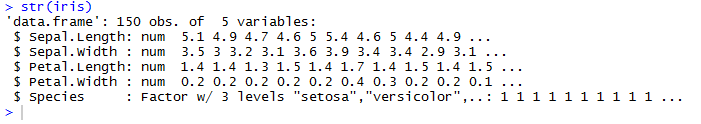 > str(iris)
'data.frame': 150 obs. of  5 variables:
 $ Sepal.Length: num  5.1 4.9 4.7 4.6 5 5.4 4.6 5 4.4 4.9 ...
 $ Sepal.Width : num  3.5 3 3.2 3.1 3.6 3.9 3.4 3.4 2.9 3.1 ...
 $ Petal.Length: num  1.4 1.4 1.3 1.5 1.4 1.7 1.4 1.5 1.4 1.5 ...
 $ Petal.Width : num  0.2 0.2 0.2 0.2 0.2 0.4 0.3 0.2 0.2 0.1 ...
 $ Species     : Factor w/ 3 levels "setosa","versicolor",..: 1 1 1 1 1 1 1 1 1 1 ...
>